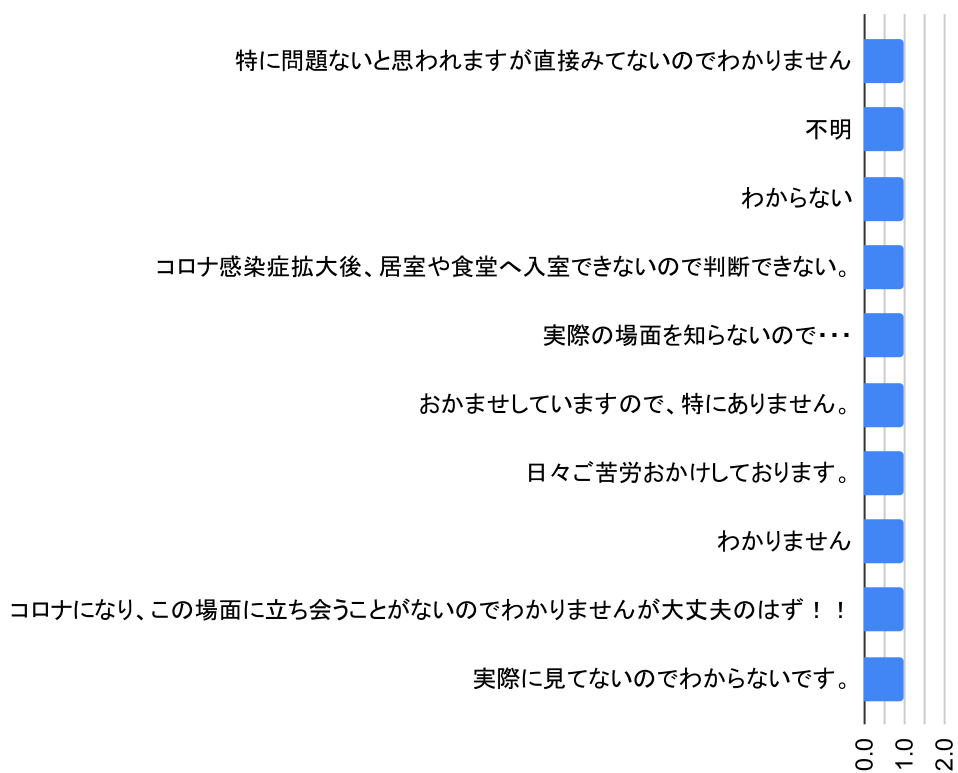 特に問題ないと思われますが直接みてないのでわかりません
不明
わからない
コロナ感染症拡大後、居室や食堂へ入室できないので判断できない。
実際の場面を知らないので・・・
おかませしていますので、特にありません。
日々ご苦労おかけしております。
わかりません
コロナになり、この場面に立ち会うことがないのでわかりませんが大丈夫のはず！！
実際に見てないのでわからないです。
0.0
1.0
2.0